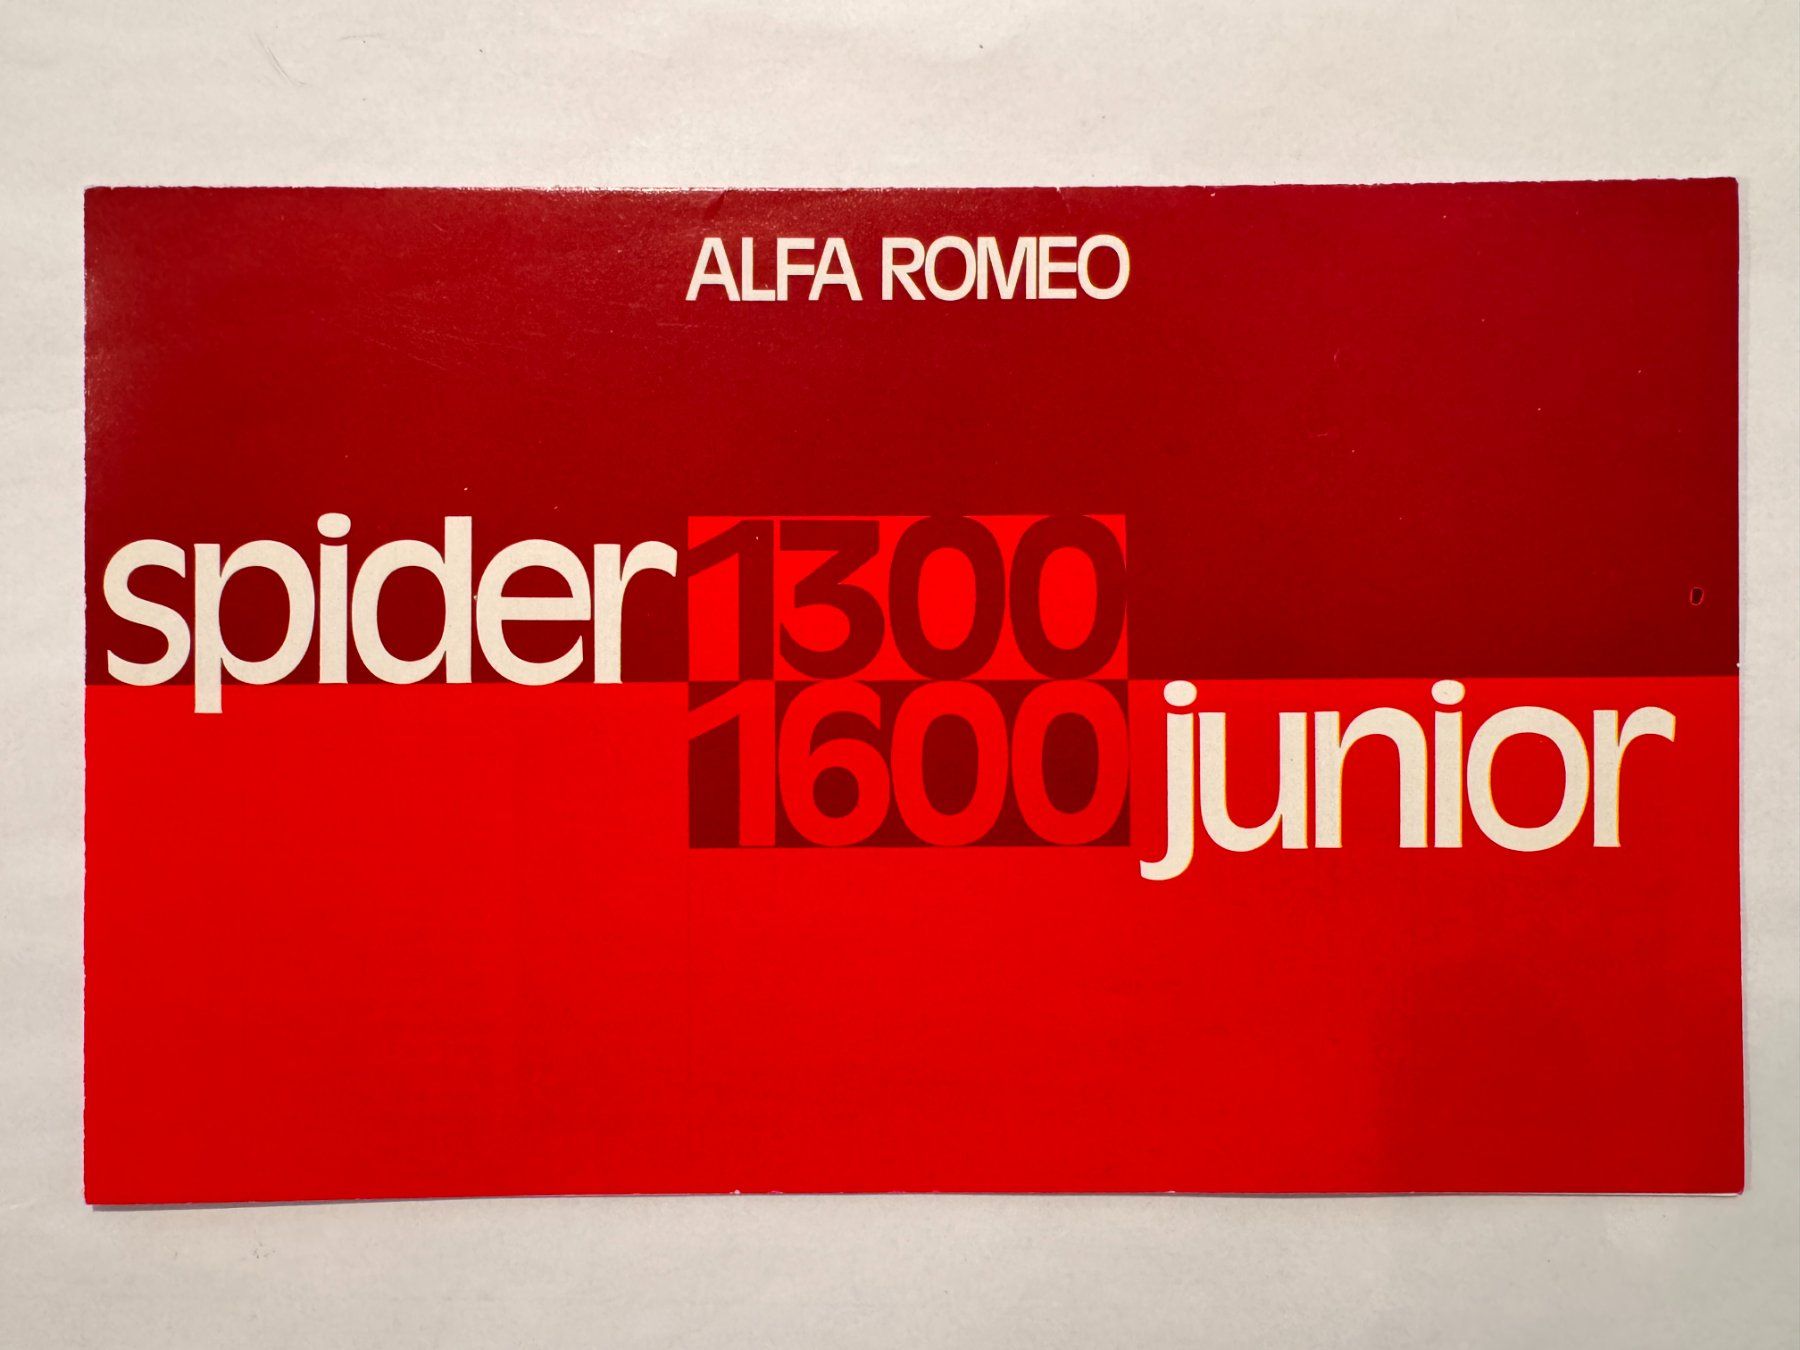 ALFA ROMEO
spider 1300
1600 junior